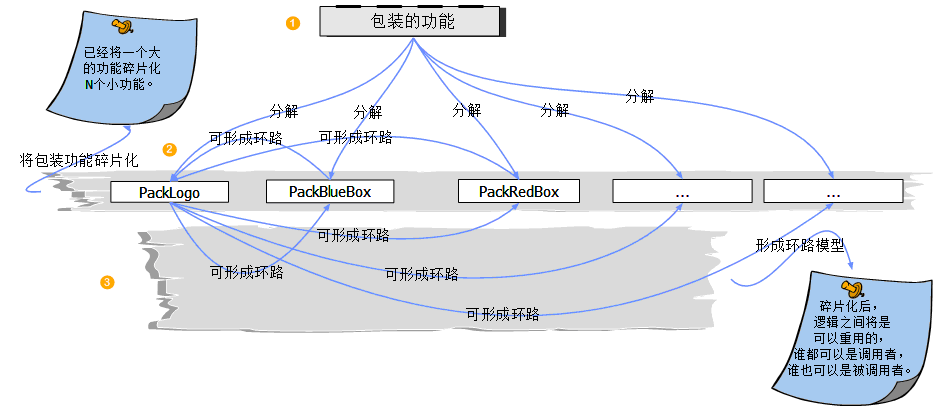 1
包装的功能
已经将一个大
的功能碎片化
N个小功能。
分解
分解
分解
分解
分解
可形成环路
可形成环路
2
将包装功能碎片化
PackLogo
PackBlueBox
PackRedBox
...
...
可形成环路
可形成环路
可形成环路
可形成环路
形成环路模型
3
碎片化后，
逻辑之间将是
可以重用的，
谁都可以是调用者，
谁也可以是被调用者。